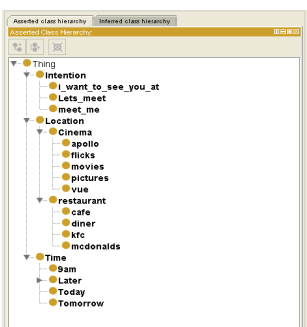 Asserted class hierarchy Inferred class hierarchy
Asserted Class Hierarchy:
Thing
Intention
i_want_to_see_you_at
Lets_meet
meet_me
Location
Cinema
apollo
flicks
movies
pictures
vue
restaurant
cafe
diner
kfc
mcdonalds
Time
9am
Later
Today
Tomorrow